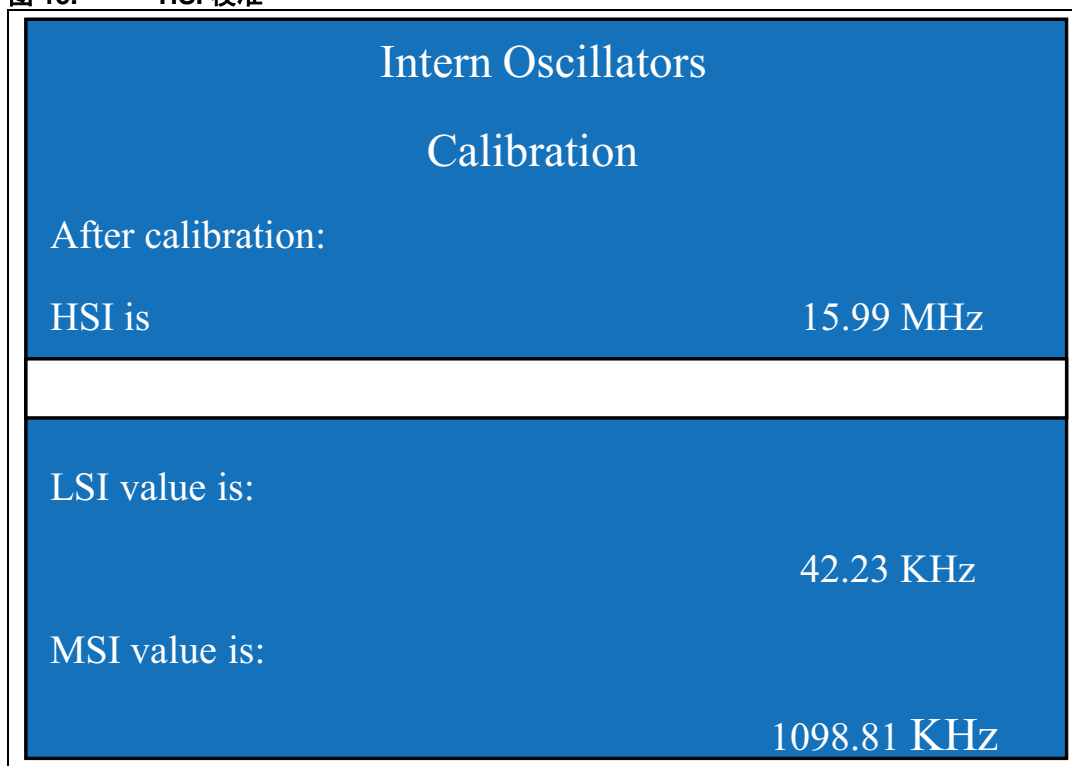 Intern Oscillators
Calibration
After calibration:
HSI is 15.99 MHz
LSI value is:
42.23 KHz
MSI value is:
1098.81 KHz